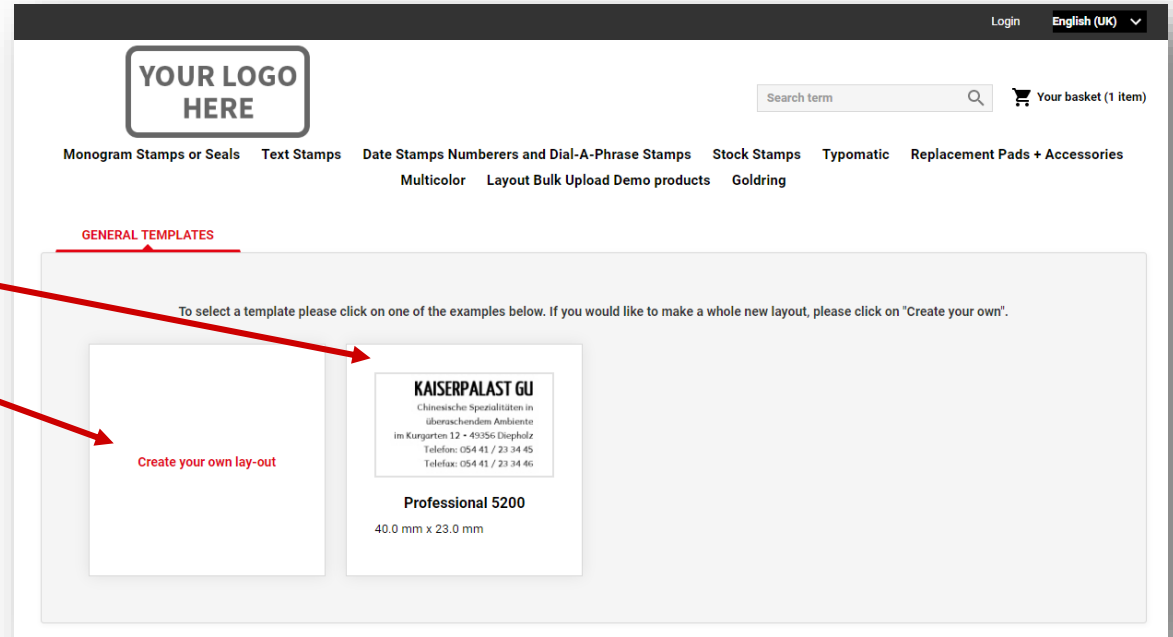 Login English (UK)
YOUR LOGO
HERE
Search term
Your basket (1 item)
Monogram Stamps or Seals Text Stamps Date Stamps Numberers and Dial-A-Phrase Stamps Stock Stamps Typomatic Replacement Pads + Accessories
Multicolor Layout Bulk Upload Demo products Goldring
GENERAL TEMPLATES
To select a template please click on one of the examples below. If you would like to make a whole new layout, please click on "Create your own".
Create your own lay-out
KAISERPALAST GU
Chinesische Spezialitäten in
überaschendem Ambiente
im Kurgarten 12 • 49356 Diepholz
Telefon: 054 41 / 23 34 45
Telefax: 054 41 / 23 34 46
Professional 5200
40.0 mm x 23.0 mm